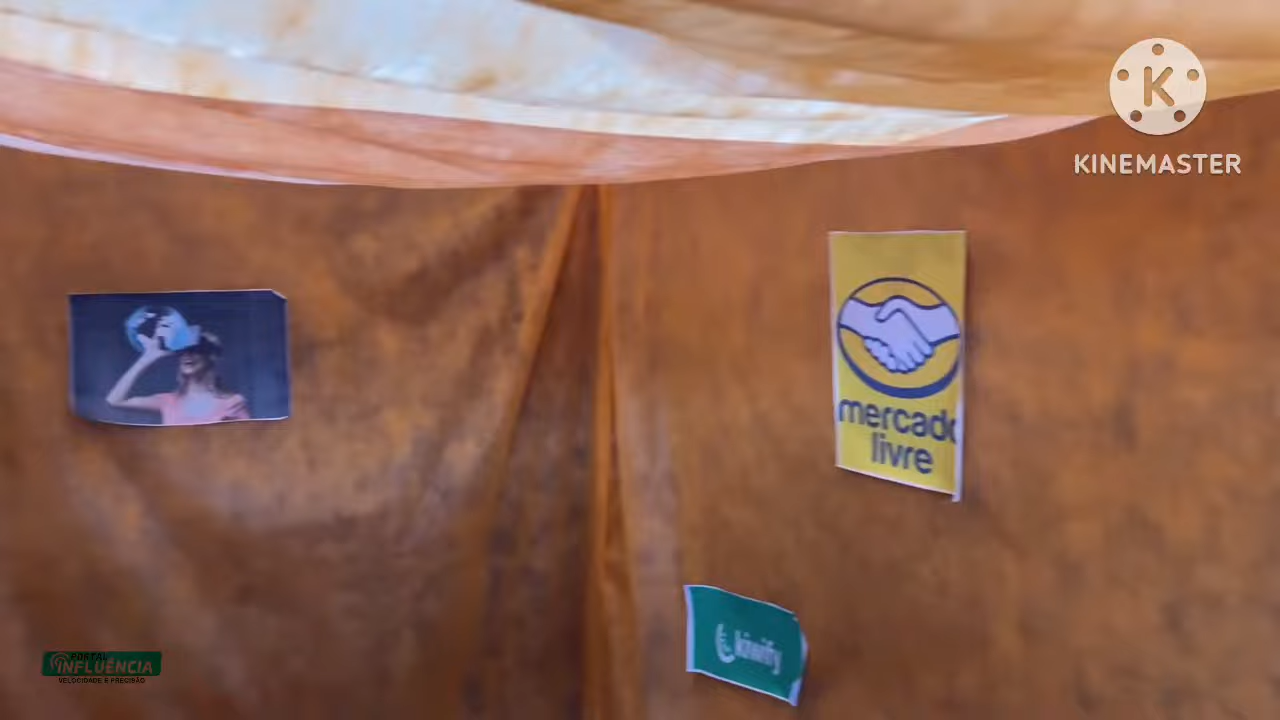 KINEMASTER
mercado
livre
kiwify
PORTAL
INFLUÊNCIA
VELOCIDADE E PRECISÃO